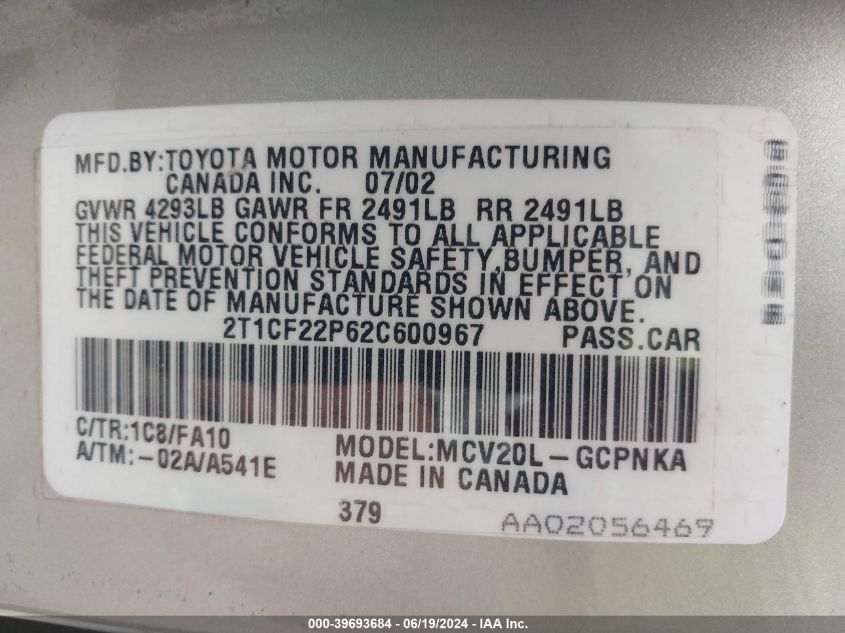 MFD.BY:TOYOTA MOTOR MANUFACTURING
CANADA INC. 07/02
GVWR 4293LB GAWR FR 2491LB RR 2491LB
THIS VEHICLE CONFORMS TO ALL APPLICABLE
FEDERAL MOTOR VEHICLE SAFETY,BUMPER, AND
THEFT PREVENTION STANDARDS IN EFFECT ON
THE DATE OF MANUFACTURE SHOWN ABOVE.
2T1CF22P62C600967 PASS.CAR
C/TR:1C8/FA10
A/TM:-02A/A541E
MODEL:MCV20L-GCPNKA
MADE IN CANADA
379
AA02056469
000-39693684 - 06/19/2024 - IAA Inc.